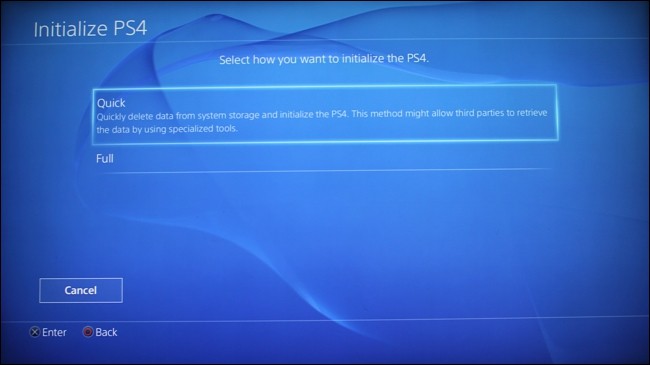 Initialize PS4
Select how you want to initialize the PS4.
Quick
Quickly delete data from system storage and initialize the PS4. This method might allow third parties to retrieve
the data by using specialized tools.
Full
Cancel
Enter Back